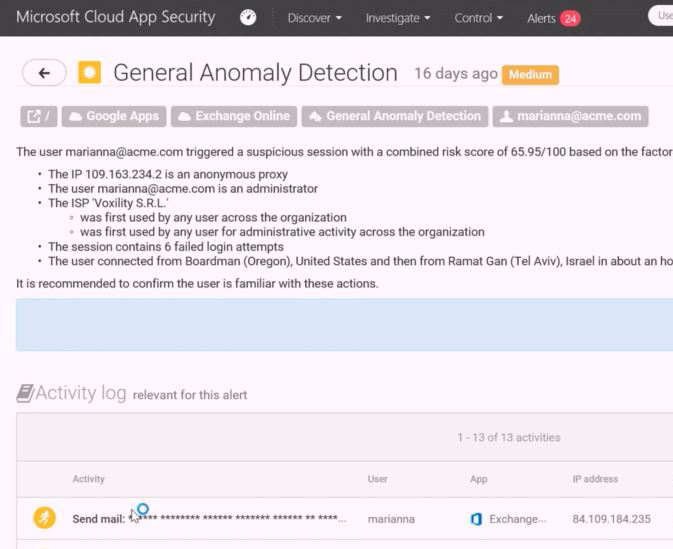 Microsoft Cloud App Security Discover Investigate Control Alerts 24 Use
General Anomaly Detection 16 days ago Medium
/ Google Apps Exchange Online General Anomaly Detection marianna@acme.com
The user marianna@acme.com triggered a suspicious session with a combined risk score of 65.95/100 based on the factor
• The IP 109.163.234.2 is an anonymous proxy
• The user marianna@acme.com is an administrator
• The ISP 'Voxility S.R.L.'
◦ was first used by any user across the organization
◦ was first used by any user for administrative activity across the organization
• The session contains 6 failed login attempts
• The user connected from Boardman (Oregon), United States and then from Ramat Gan (Tel Aviv), Israel in about an ho
It is recommended to confirm the user is familiar with these actions.
Activity log relevant for this alert
1 - 13 of 13 activities
Activity User App IP address
Send mail: ***** ******** ****** ******* ****** ** ****... marianna Exchange... 84.109.184.235